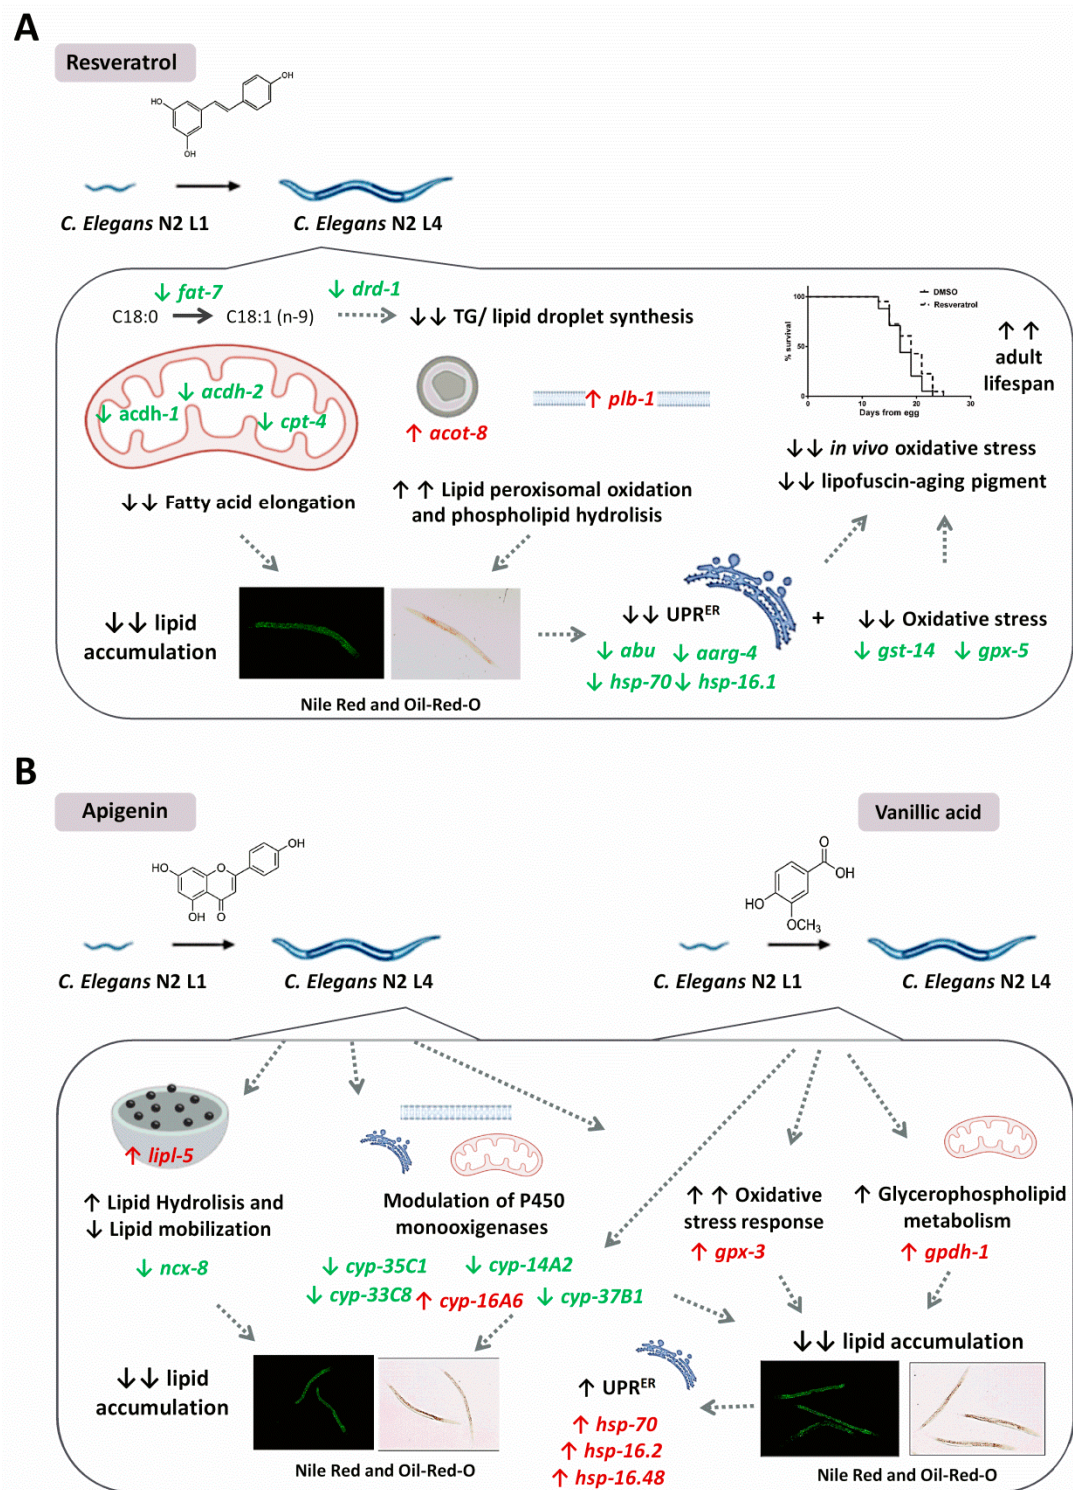 A
Resveratrol
OH
HO
OH
C. Elegans N2 L1
C. Elegans N2 L4
↓ fat-7
↓ drd-1
C18:0
C18:1 (n-9)
↓↓ TG/ lipid droplet synthesis
↓ acdh-2
↓ acdh-1
↓ cpt-4
↑ acot-8
↑ plb-1
100
50
0
% survival
0
10
20
30
Days from egg
DMSO
Resveratrol
↑ ↑
adult
lifespan
↓↓ Fatty acid elongation
↑ ↑ Lipid peroxisomal oxidation
and phospholipid hydrolisis
↓↓ in vivo oxidative stress
↓↓ lipofuscin-aging pigment
↓↓ lipid
accumulation
Nile Red and Oil-Red-O
↓↓ UPRᴱᴿ
↓ abu
↓ aarg-4
↓ hsp-70
↓ hsp-16.1
+
↓↓ Oxidative stress
↓ gst-14
↓ gpx-5
B
Apigenin
OH
HO
O
OH
O
C. Elegans N2 L1
C. Elegans N2 L4
Vanillic acid
O
OH
HO
OCH₃
C. Elegans N2 L1
C. Elegans N2 L4
↑ lipl-5
↑ Lipid Hydrolisis and
↓ Lipid mobilization
↓ ncx-8
Modulation of P450
monooxigenases
↓ cyp-35C1
↓ cyp-14A2
↓ cyp-33C8
↑ cyp-16A6
↓ cyp-37B1
↑ ↑ Oxidative
stress response
↑ gpx-3
↑ Glycerophospholipid
metabolism
↑ gpdh-1
↓↓ lipid
accumulation
Nile Red and Oil-Red-O
↓↓ lipid accumulation
↑ UPRᴱᴿ
↑ hsp-70
↑ hsp-16.2
↑ hsp-16.48
Nile Red and Oil-Red-O